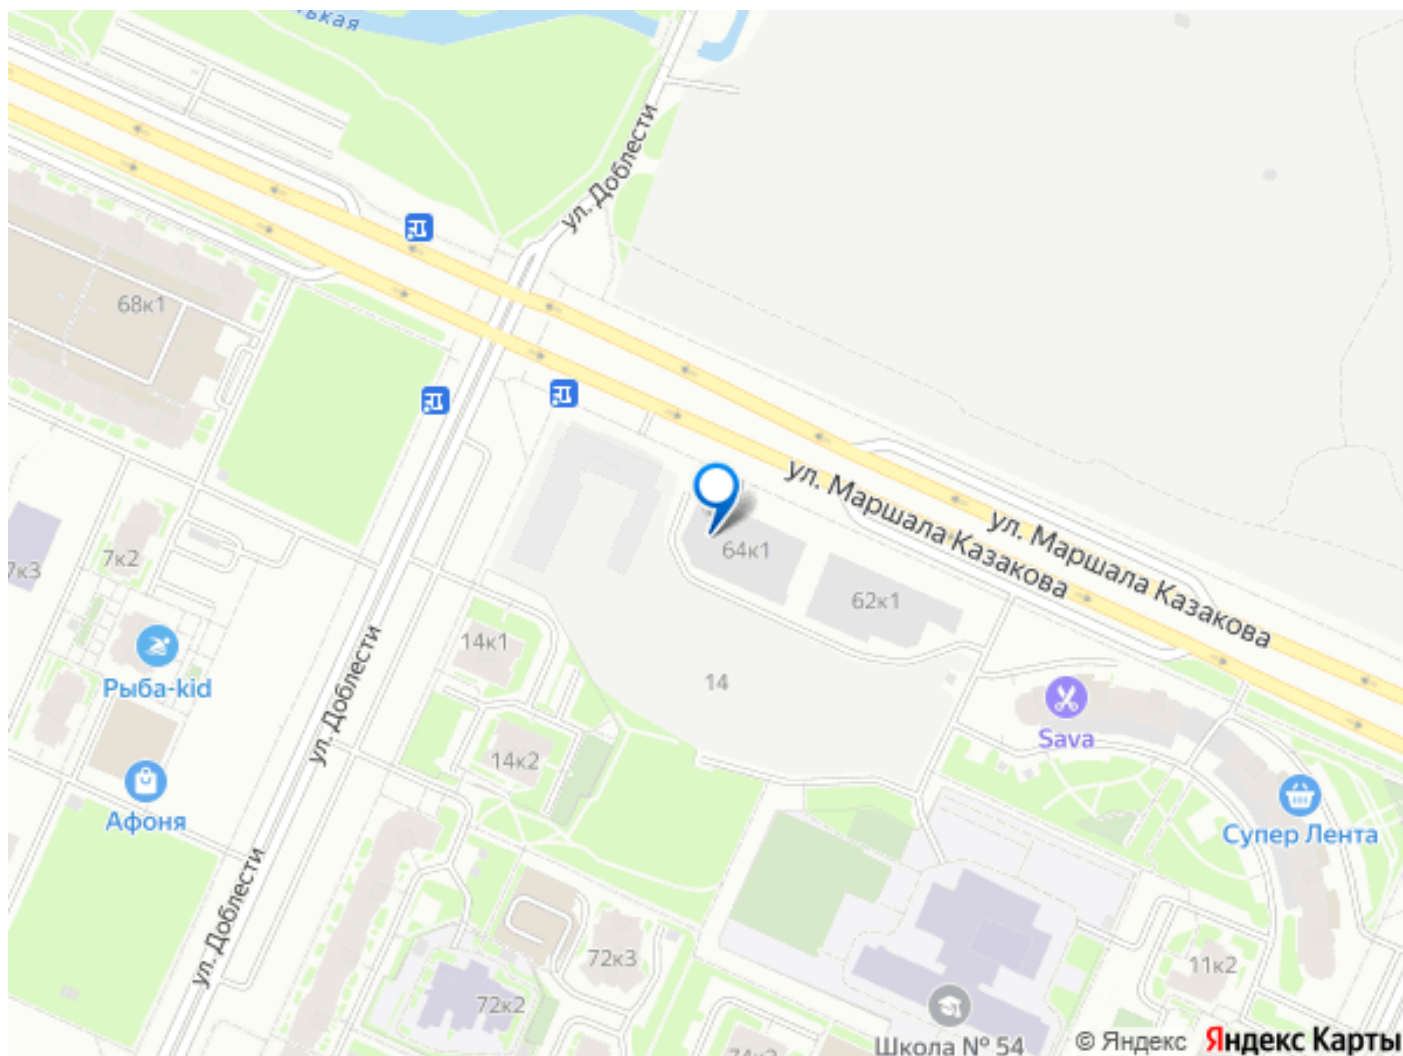 ул. Доблести
68к1
ул. Маршала Казакова
ул. Маршала Казакова
64к1
7к2
7к3
62к1
14к1
ул. Доблести
Рыба-kid
14
Sava
14к2
Афоня
Супер Лента
ул. Доблести
72к3
11к2
72к2
Школа № 54
© Яндекс Яндекс Карты